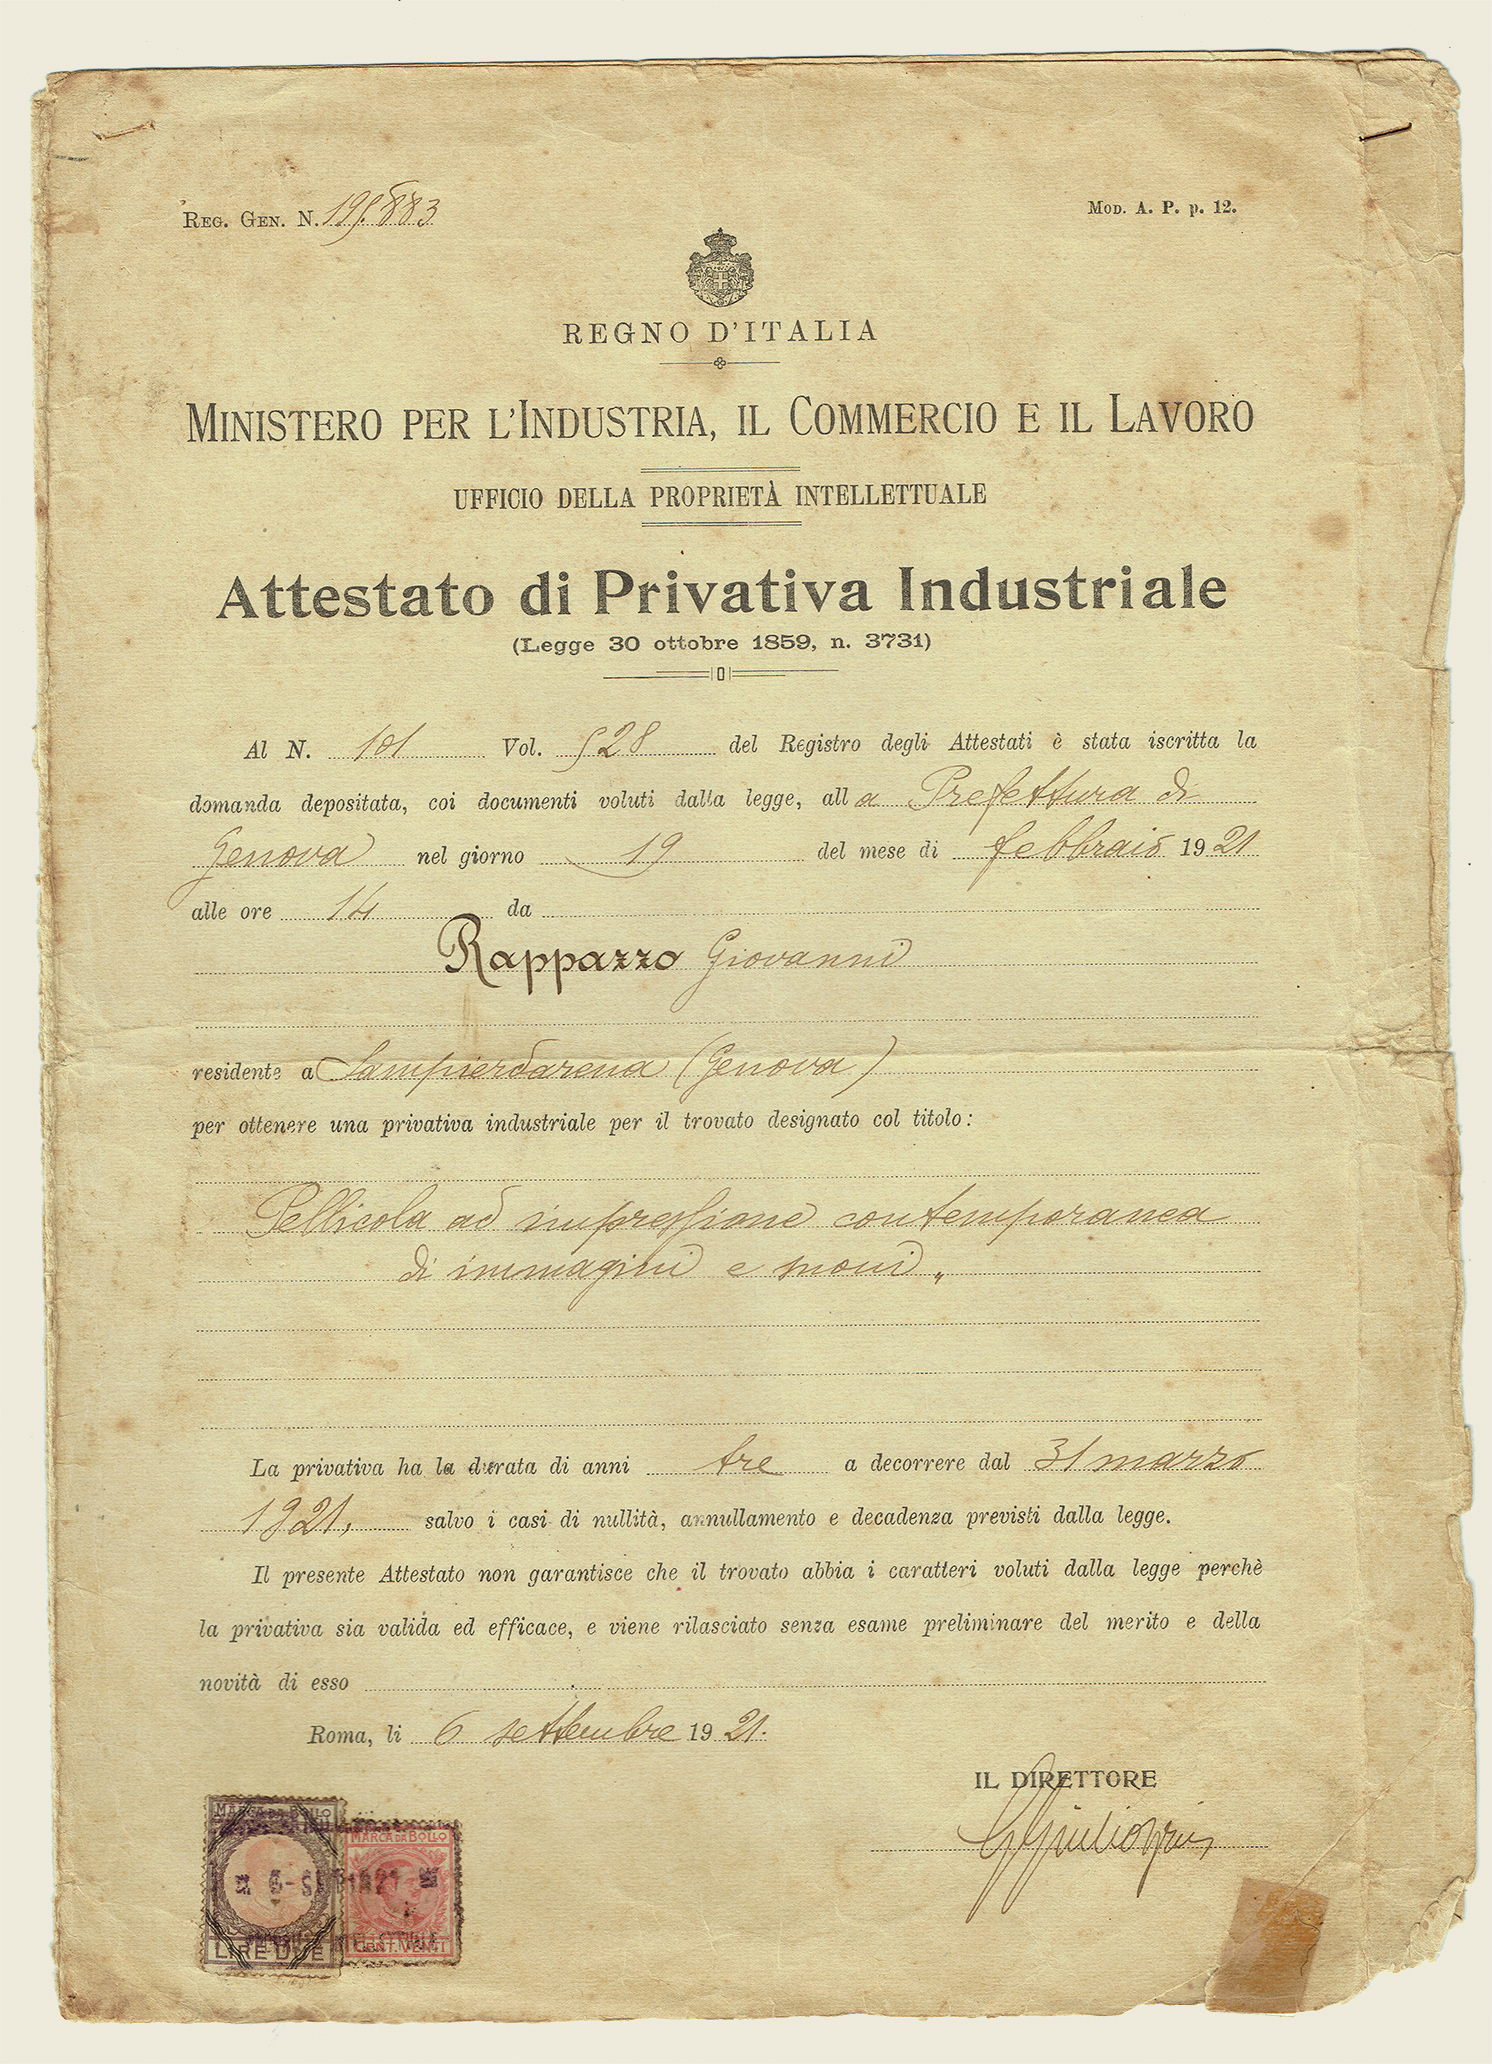 REG. GEN. N. 195883
MOD. A. P. p. 12.
REGNO D'ITALIA
MINISTERO PER L'INDUSTRIA, IL COMMERCIO E IL LAVORO
UFFICIO DELLA PROPRIETÀ INTELLETTUALE
Attestato di Privativa Industriale
(Legge 30 ottobre 1859, n. 3731)
Al N. 101 Vol. 528 del Registro degli Attestati è stata iscritta la
domanda depositata, coi documenti voluti dalla legge, alla Prefettura di
Genova nel giorno 19 del mese di febbraio 1921
alle ore 14 da
Rappazzo Giovanni
residente a Sampierdarena (Genova)
per ottenere una privativa industriale per il trovato designato col titolo:
Pellicola ad impressione contemporanea
di immagini e suoni„
La privativa ha la durata di anni tre a decorrere dal 31 marzo
1921, salvo i casi di nullità, annullamento e decadenza previsti dalla legge.
Il presente Attestato non garantisce che il trovato abbia i caratteri voluti dalla legge perchè
la privativa sia valida ed efficace, e viene rilasciato senza esame preliminare del merito e della
novità di esso
Roma, li 6 settembre 1921.
IL DIRETTORE
MARCA DA BOLLO
MARCA DA BOLLO
LIRE DUE
CENT. VENTI